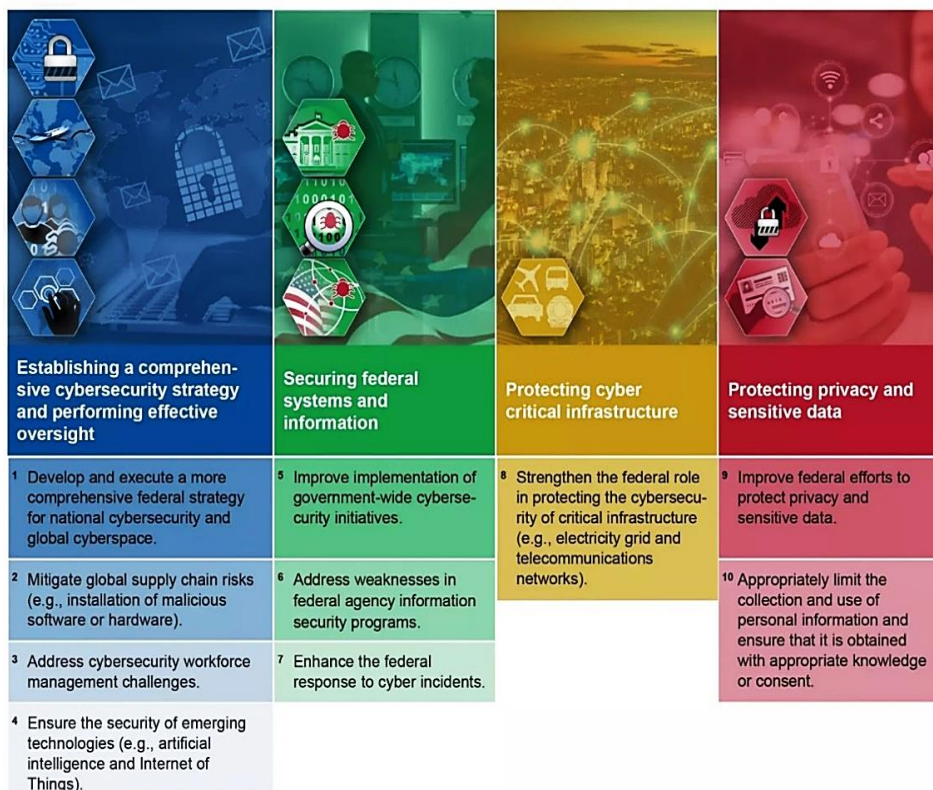 Establishing a comprehen-
sive cybersecurity strategy
and performing effective
oversight
1 Develop and execute a more
comprehensive federal strategy
for national cybersecurity and
global cyberspace.
2 Mitigate global supply chain risks
(e.g., installation of malicious
software or hardware).
3 Address cybersecurity workforce
management challenges.
4 Ensure the security of emerging
technologies (e.g., artificial
intelligence and Internet of
Things).
Securing federal
systems and
information
5 Improve implementation of
government-wide cyberse-
curity initiatives.
6 Address weaknesses in
federal agency information
security programs.
7 Enhance the federal
response to cyber incidents.
Protecting cyber
critical infrastructure
8 Strengthen the federal role
in protecting the cybersecu-
rity of critical infrastructure
(e.g., electricity grid and
telecommunications
networks).
Protecting privacy and
sensitive data
9 Improve federal efforts to
protect privacy and
sensitive data.
10 Appropriately limit the
collection and use of
personal information and
ensure that it is obtained
with appropriate knowledge
or consent.